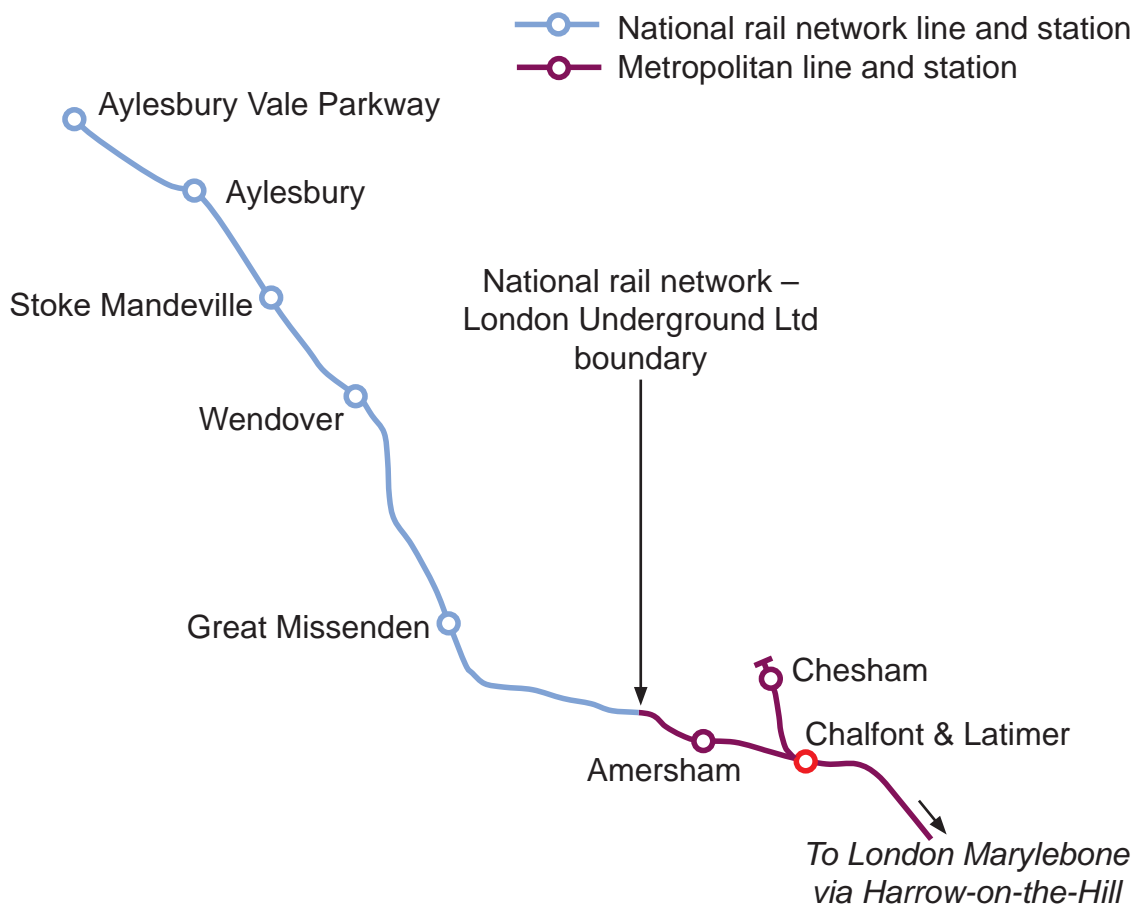 National rail network line and station
Metropolitan line and station
Aylesbury Vale Parkway
Aylesbury
Stoke Mandeville
National rail network –
London Underground Ltd
boundary
Wendover
Great Missenden
Chesham
Chalfont & Latimer
Amersham
To London Marylebone
via Harrow-on-the-Hill